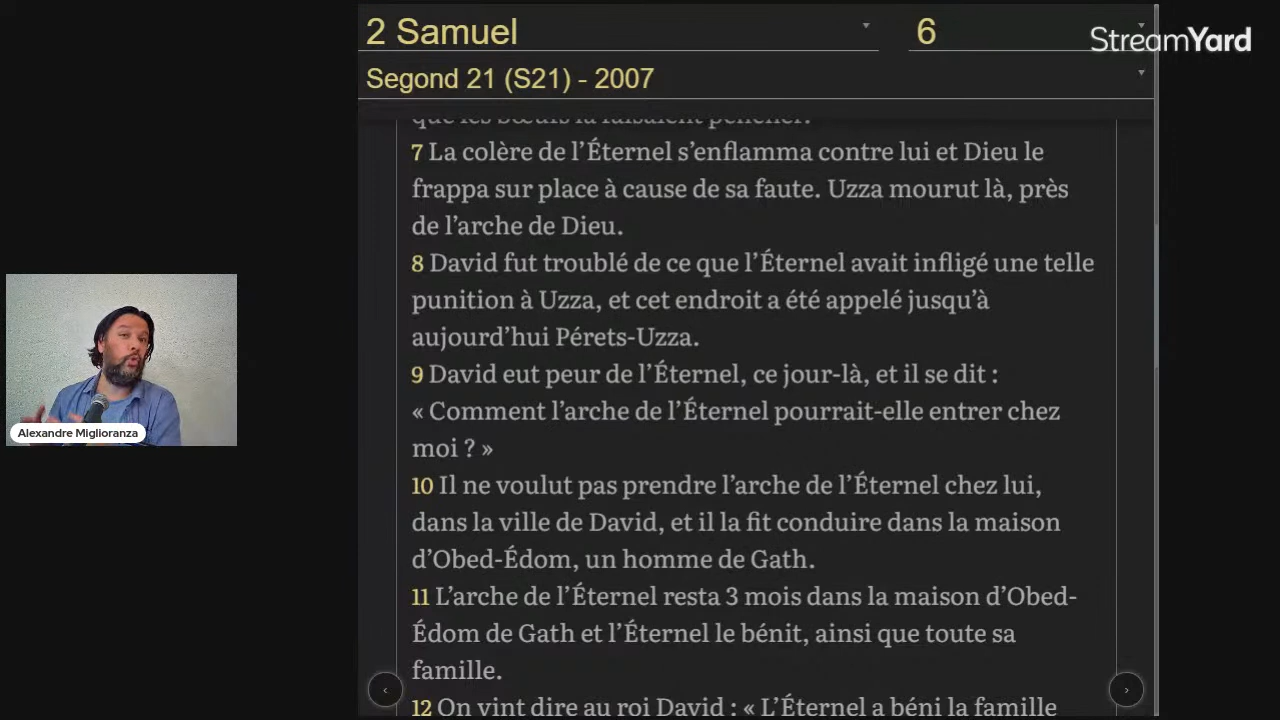 2 Samuel
6
StreamYard
Segond 21 (S21) - 2007
que les bœufs la faisaient pencher.
7 La colère de l’Éternel s’enflamma contre lui et Dieu le
frappa sur place à cause de sa faute. Uzza mourut là, près
de l’arche de Dieu.
8 David fut troublé de ce que l’Éternel avait infligé une telle
punition à Uzza, et cet endroit a été appelé jusqu’à
aujourd’hui Pérets-Uzza.
9 David eut peur de l’Éternel, ce jour-là, et il se dit :
« Comment l’arche de l’Éternel pourrait-elle entrer chez
moi ? »
10 Il ne voulut pas prendre l’arche de l’Éternel chez lui,
dans la ville de David, et il la fit conduire dans la maison
d’Obed-Édom, un homme de Gath.
11 L’arche de l’Éternel resta 3 mois dans la maison d’Obed-
Édom de Gath et l’Éternel le bénit, ainsi que toute sa
famille.
12 On vint dire au roi David : « L’Éternel a béni la famille
Alexandre Miglioranza